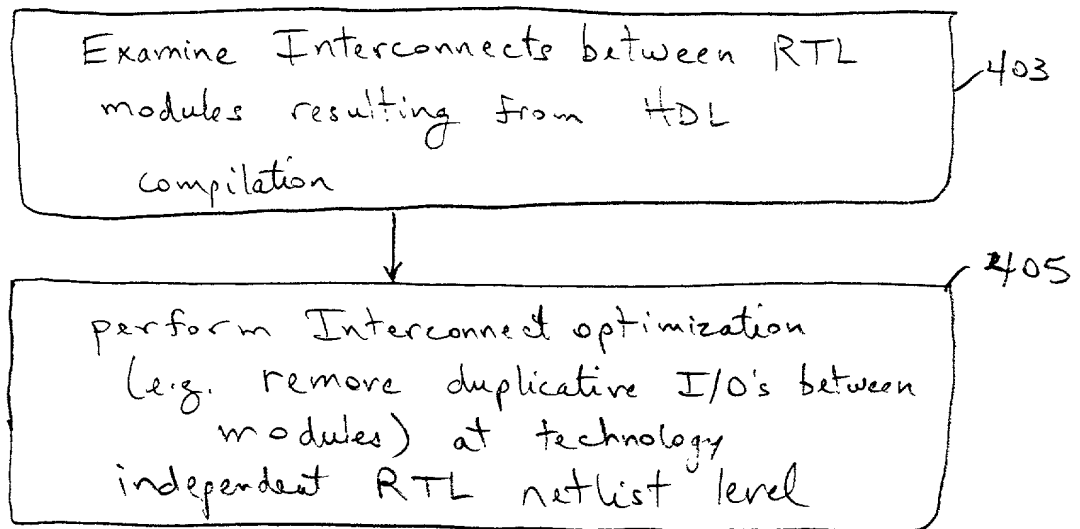 Examine Interconnects between RTL
modules resulting from HDL
compilation
403
405
perform Interconnect optimization
(e.g. remove duplicative I/O's between
modules) at technology
independent RTL netlist level